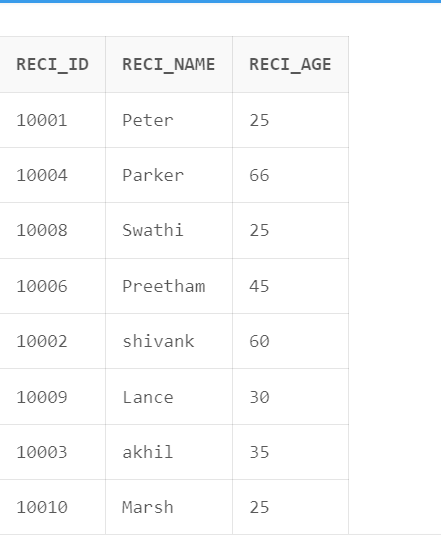 RECI_ID RECI_NAME RECI_AGE
10001 Peter 25
10004 Parker 66
10008 Swathi 25
10006 Preetham 45
10002 shivank 60
10009 Lance 30
10003 akhil 35
10010 Marsh 25